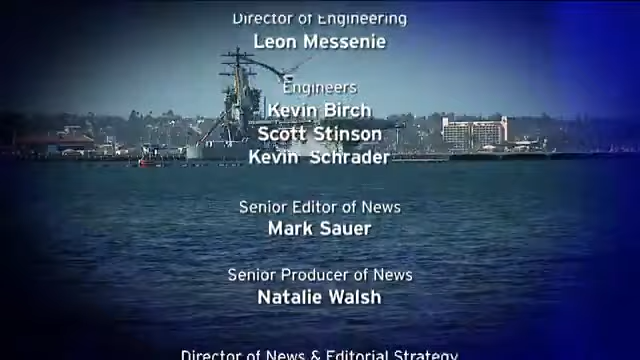 Director of Engineering
Leon Messenie
Engineers
Kevin Birch
Scott Stinson
Kevin Schrader
Senior Editor of News
Mark Sauer
Senior Producer of News
Natalie Walsh
Director of News & Editorial Strategy